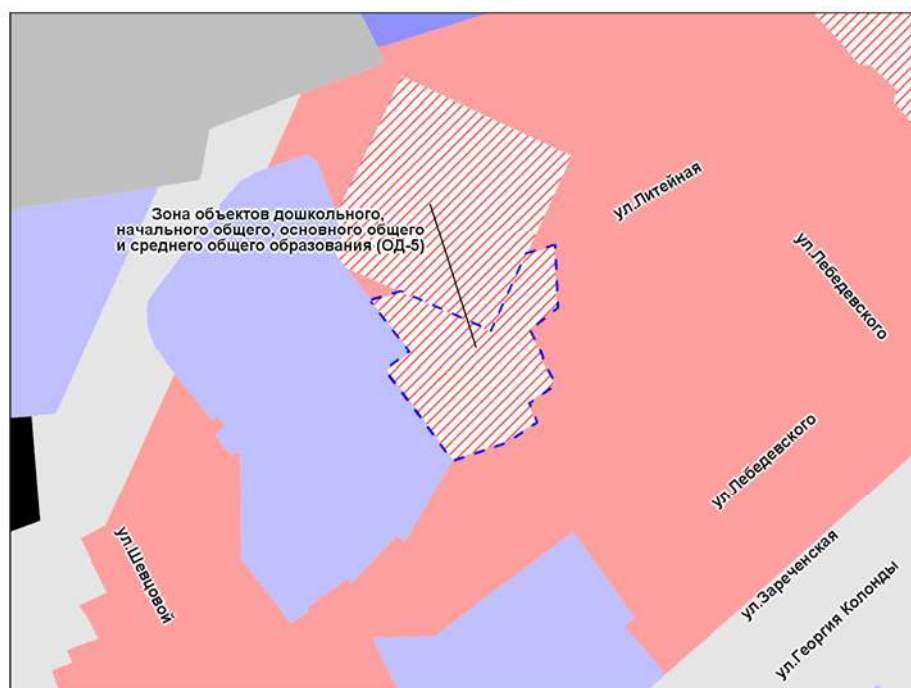 ул.Литейная
Зона объектов дошкольного,
начального общего, основного общего
и среднего общего образования (ОД-5)
ул.Лебедевского
ул.Лебедевского
ул.Шевцовой
ул.Зареченская
ул.Георгия Колонды